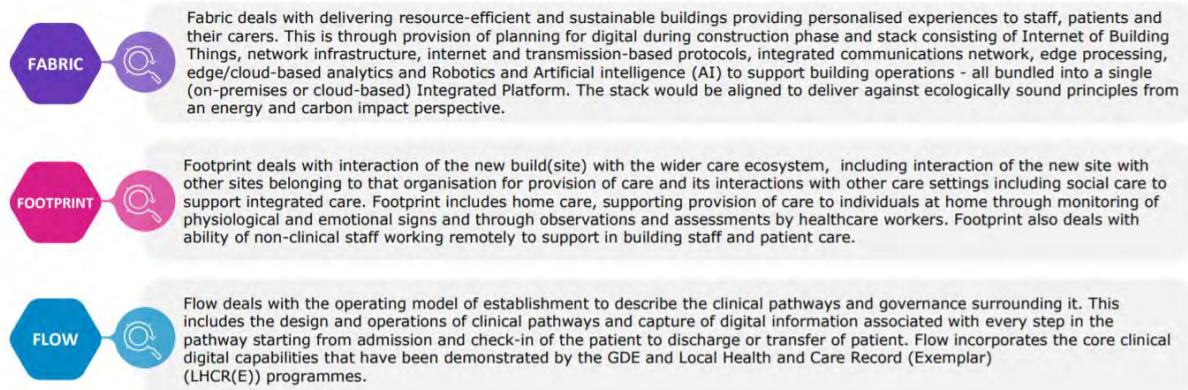 Fabric deals with delivering resource-efficient and sustainable buildings providing personalised experiences to staff, patients and
their carers. This is through provision of planning for digital during construction phase and stack consisting of Internet of Building
Things, network infrastructure, internet and transmission-based protocols, integrated communications network, edge processing,
FABRIC
edge/cloud-based analytics and Robotics and Artificial intelligence (AI) to support building operations - all bundled into a single
(on-premises or cloud-based) Integrated Platform. The stack would be aligned to deliver against ecologically sound principles from
an energy and carbon impact perspective.
Footprint deals with interaction of the new build(site) with the wider care ecosystem, including interaction of the new site with
other sites belonging to that organisation for provision of care and its interactions with other care settings including social care to
FOOTPRINT
support integrated care. Footprint includes home care, supporting provision of care to individuals at home through monitoring of
physiological and emotional signs and through observations and assessments by healthcare workers. Footprint also deals with
ability of non-clinical staff working remotely to support in building staff and patient care.
Flow deals with the operating model of establishment to describe the clinical pathways and governance surrounding it. This
includes the design and operations of clinical pathways and capture of digital information associated with every step in the
FLOW
pathway starting from admission and check-in of the patient to discharge or transfer of patient. Flow incorporates the core clinical
digital capabilities that have been demonstrated by the GDE and Local Health and Care Record (Exemplar)
(LHCR(E)) programmes.